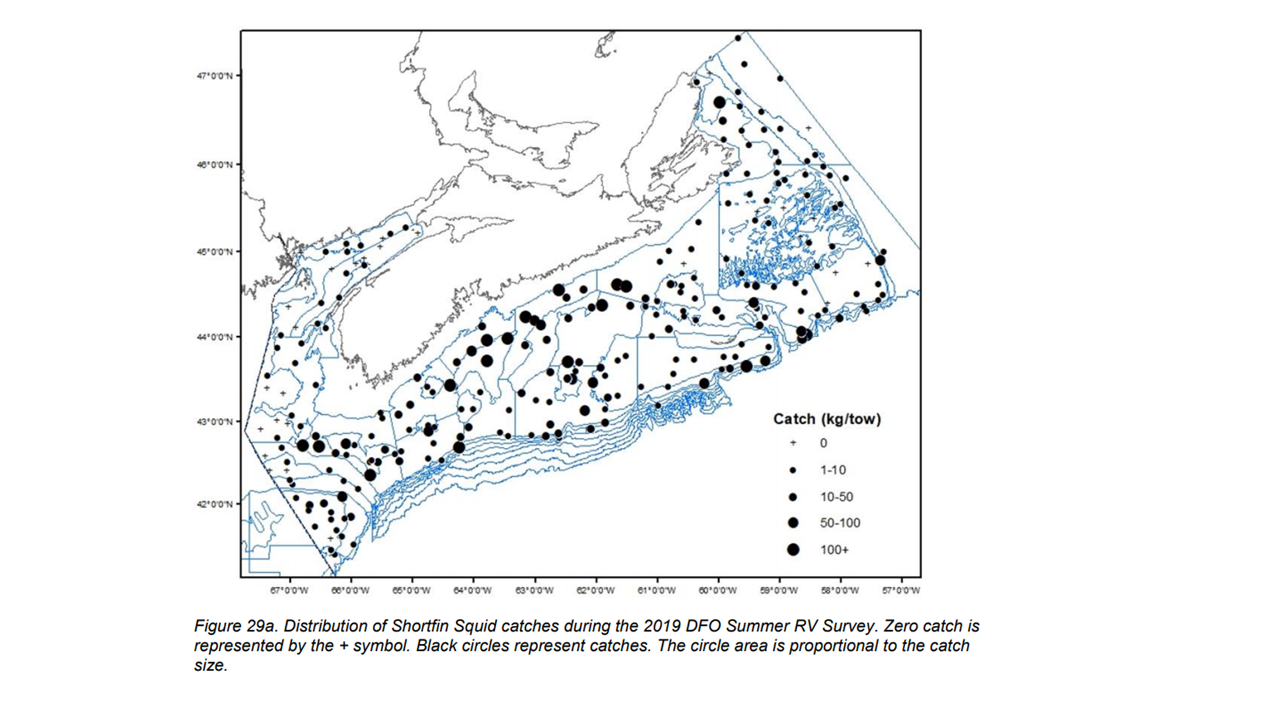 47°0'0"N
46°0'0"N
45°0'0"N
44°0'0"N
43°0'0"N
42°0'0"N
67°0'0"W 66°0'0"W 65°0'0"W 64°0'0"W 63°0'0"W 62°0'0"W 61°0'0"W 60°0'0"W 59°0'0"W 58°0'0"W 57°0'0"W
Catch (kg/tow)
+ 0
1-10
10-50
50-100
100+
Figure 29a. Distribution of Shortfin Squid catches during the 2019 DFO Summer RV Survey. Zero catch is
represented by the + symbol. Black circles represent catches. The circle area is proportional to the catch
size.